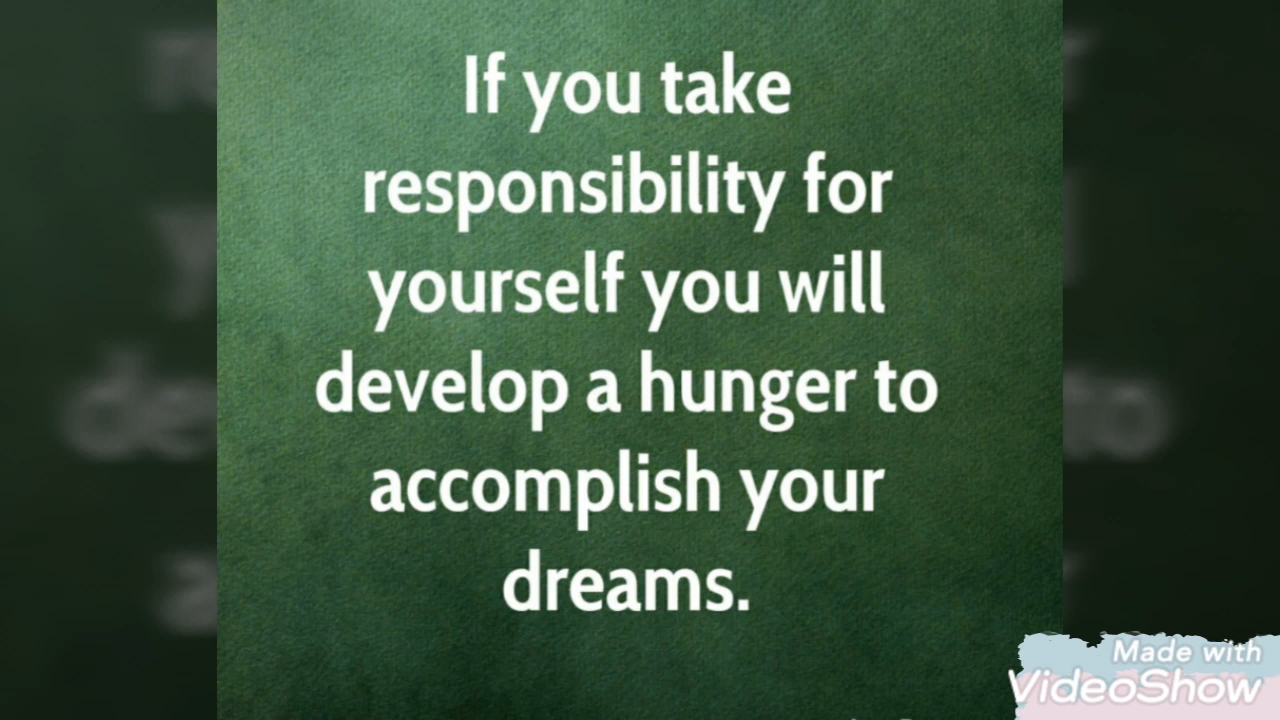 If you take
responsibility for
yourself you will
develop a hunger to
accomplish your
dreams.
Made with
VideoShow